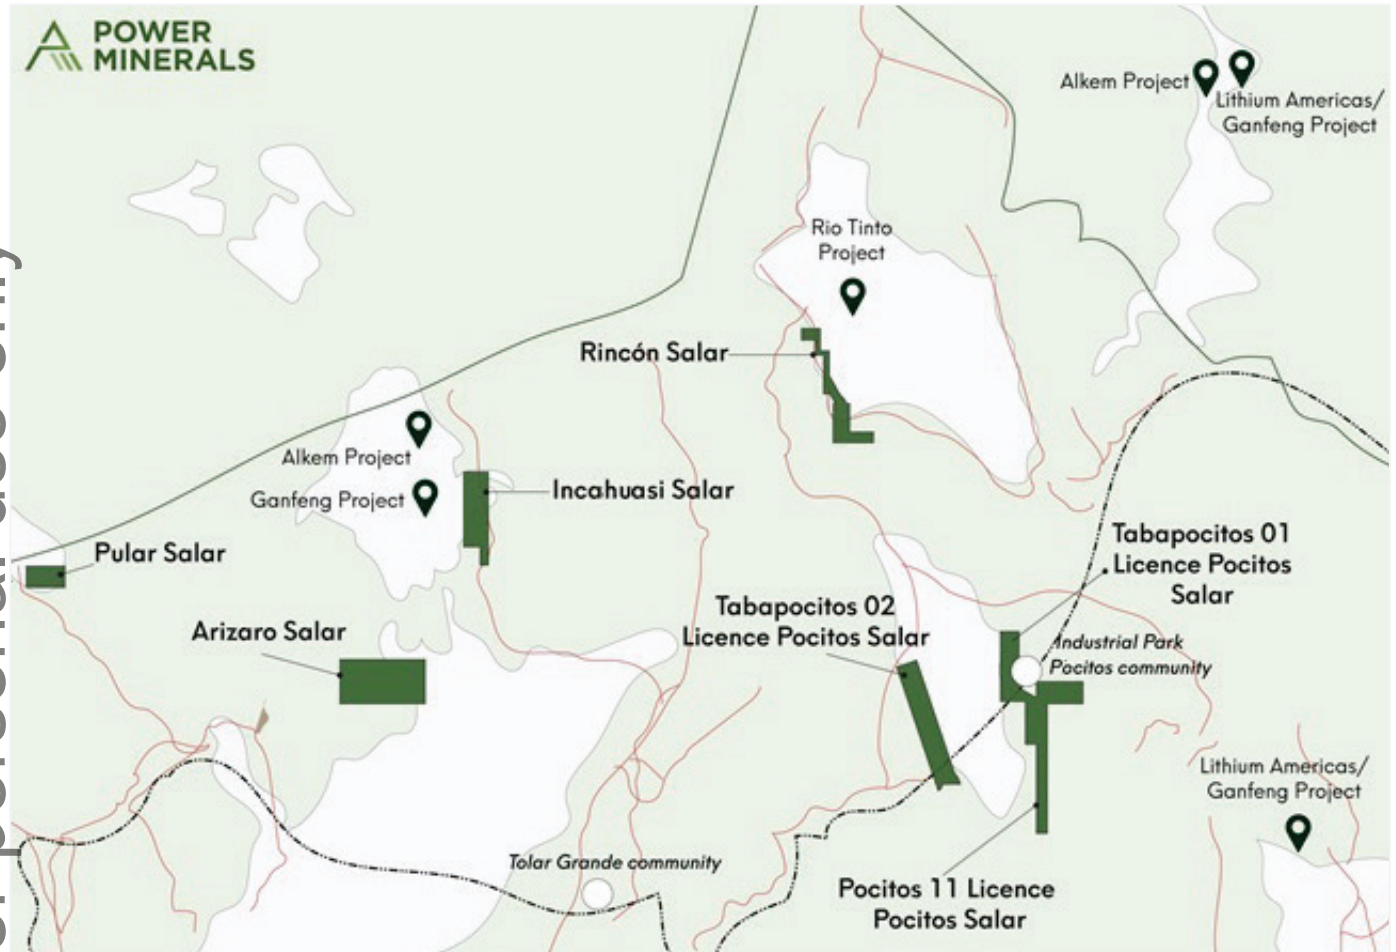 POWER
MINERALS
Alkem Project
Lithium Americas/
Ganfeng Project
Rio Tinto
Project
Rincón Salar
Alkem Project
Ganfeng Project
Incahuasi Salar
Pular Salar
Arizaro Salar
Tabapocitos 01
Licence Pocitos
Salar
Tabapocitos 02
Licence Pocitos Salar
Industrial Park
Pocitos community
Lithium Americas/
Ganfeng Project
Tolar Grande community
Pocitos 11 Licence
Pocitos Salar